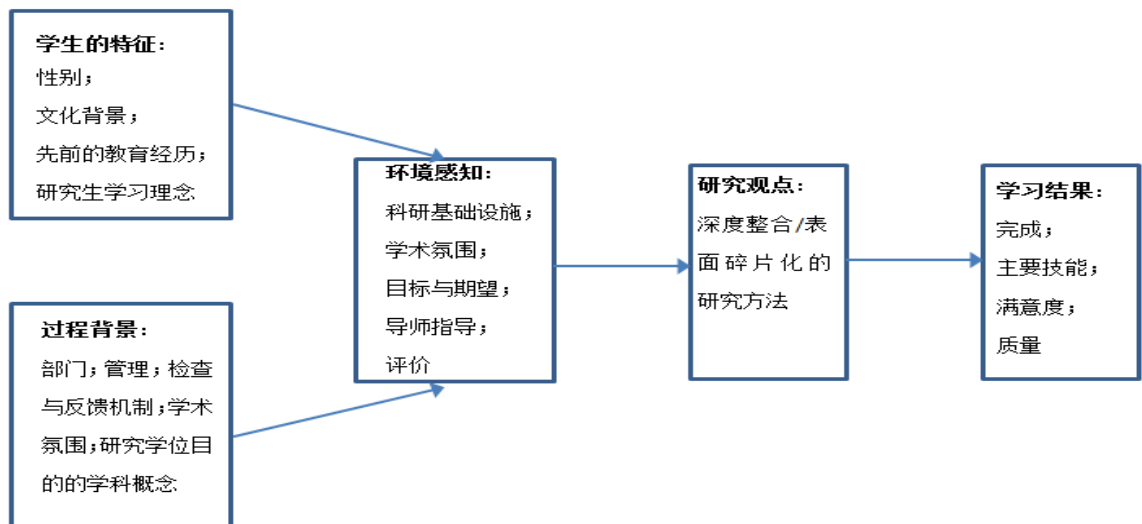 学生的特征：
性别；
文化背景；
先前的教育经历；
研究生学习理念
过程背景：
部门；管理；检查
与反馈机制；学术
氛围；研究学位目
的的学科概念
环境感知：
科研基础设施；
学术氛围；
目标与期望；
导师指导；
评价
研究观点：
深度整合/表
面碎片化的
研究方法
学习结果：
完成；
主要技能；
满意度；
质量